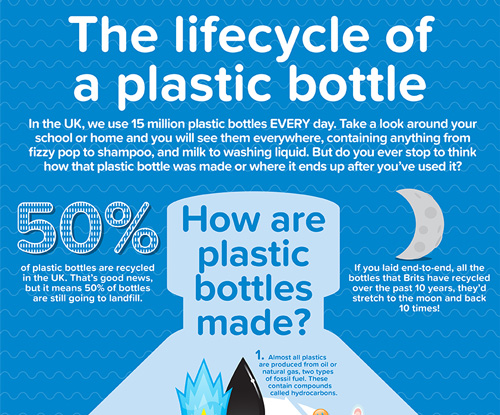 The lifecycle of
a plastic bottle
In the UK, we use 15 million plastic bottles EVERY day. Take a look around your
school or home and you will see them everywhere, containing anything from
fizzy pop to shampoo, and milk to washing liquid. But do you ever stop to think
how that plastic bottle was made or where it ends up after you've used it?
50%
of plastic bottles are recycled
in the UK. That's good news,
but it means 50% of bottles
are still going to landfill.
How are
plastic
bottles
made?
If you laid end-to-end, all the
bottles that Brits have recycled
over the past 10 years, they'd
stretch to the moon and back
10 times!
1. Almost all plastics
are produced from oil or
natural gas, two types
of fossil fuel. These
contain compounds
called hydrocarbons.